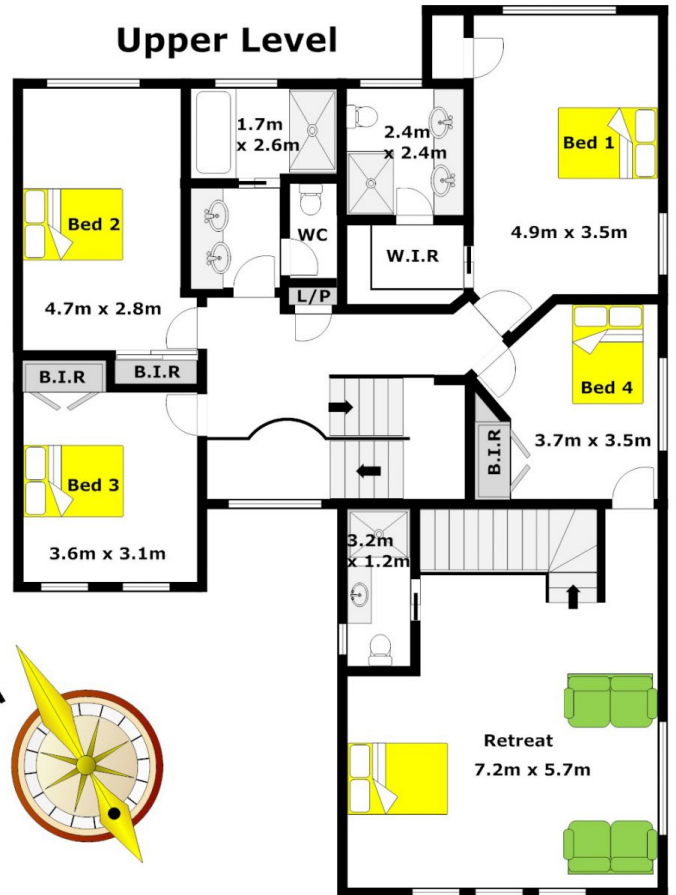 Upper Level
1.7m
x 2.6m
2.4m
x 2.4m
Bed 1
4.9m x 3.5m
Bed 2
4.7m x 2.8m
WC
W.I.R
L/P
B.I.R
B.I.R
Bed 4
3.7m x 3.5m
B.I.R
Bed 3
3.6m x 3.1m
3.2m
x 1.2m
Retreat
7.2m x 5.7m